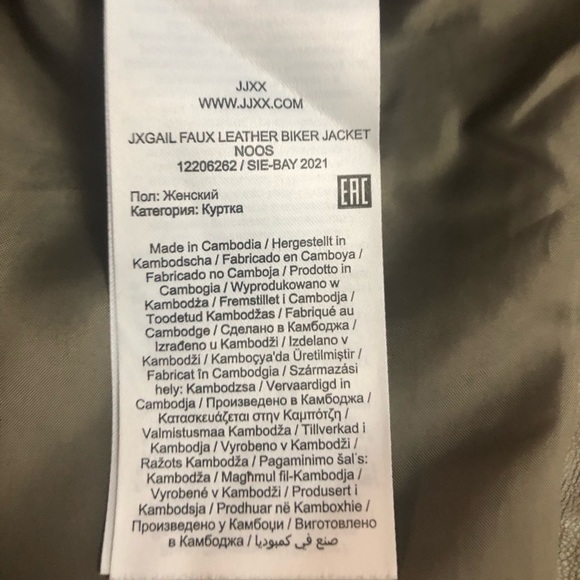 JJXX
WWW.JJXX.COM
JXGAIL FAUX LEATHER BIKER JACKET
NOOS
12206262 / SIE-BAY 2021
Пол: Женский
Категория: Куртка
EAC
Made in Cambodia / Hergestellt in
Kambodscha / Fabricado en Camboya /
Fabricado no Camboja / Prodotto in
Cambogia / Wyprodukowano w
Kambodża / Fremstillet i Cambodja /
Toodetud Kambodžas / Fabriqué au
Cambodge / Сделано в Камбоджа /
Izrađeno u Kambodži / Izdelano v
Kambodži / Kamboçya'da Üretilmiştir /
Fabricat în Cambodgia / Származási
hely: Kambodzsa / Vervaardigd in
Cambodja / Произведено в Камбоджа /
Κατασκευάζεται στην Καμπότζη /
Valmistusmaa Kambodža / Tillverkad i
Kambodja / Vyrobeno v Kambodži /
Ražots Kambodža / Pagaminimo šal's:
Kambodža / Magħmul fil-Kambodja /
Vyrobené v Kambodži / Produsert i
Kambodsja / Prodhuar në Kamboxhie /
Произведено у Камбоџи / Виготовлено
в Камбоджа / صنع في كمبوديا